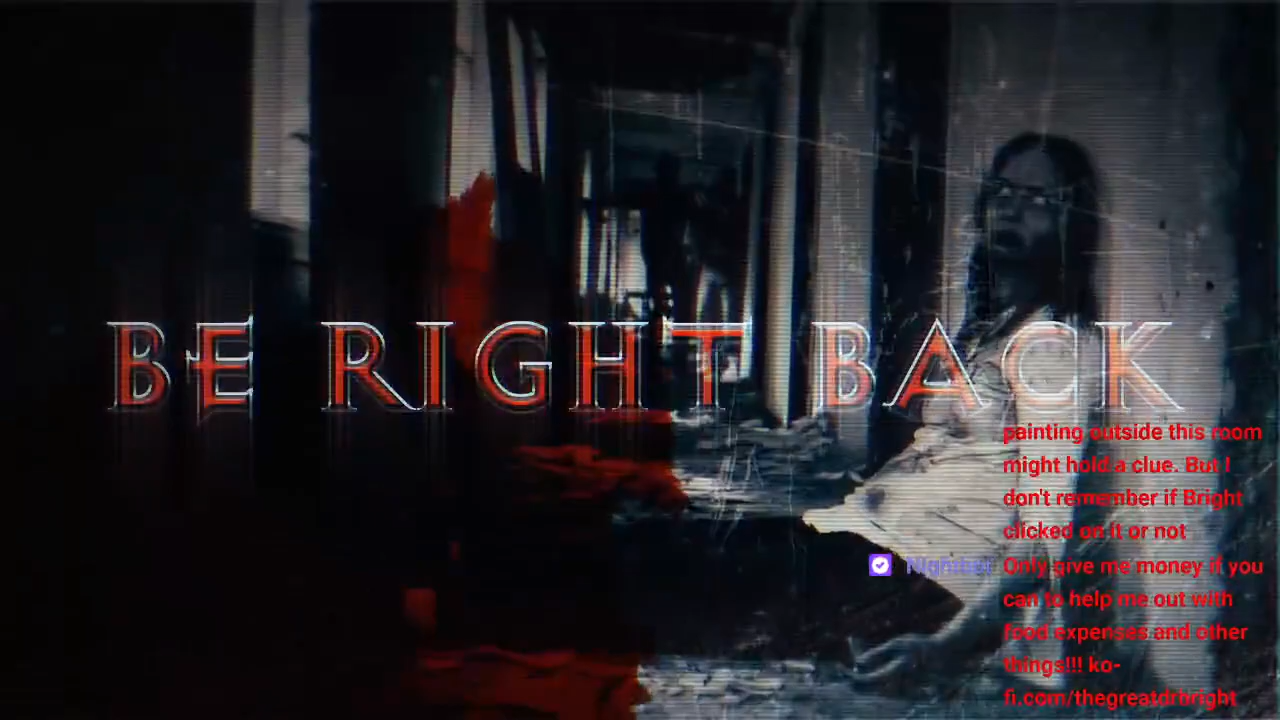 BE RIGHT BACK
painting outside this room
might hold a clue. But I
don't remember if Bright
clicked on it or not
Nightbot Only give me money if you
can to help me out with
food expenses and other
things!!! ko-
fi.com/thegreatdrbright